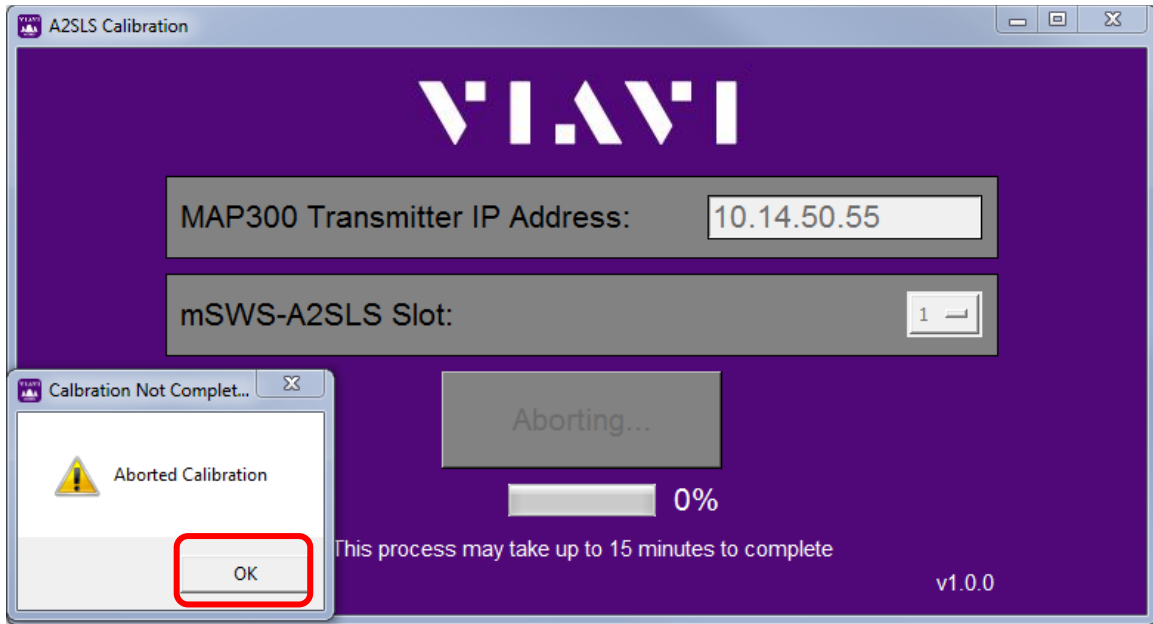 A2SLS Calibration
VIAVI
MAP300 Transmitter IP Address: 10.14.50.55
mSWS-A2SLS Slot: 1
Aborting...
0%
This process may take up to 15 minutes to complete
v1.0.0
VIAVI
Calbration Not Complet...
Aborted Calibration
OK